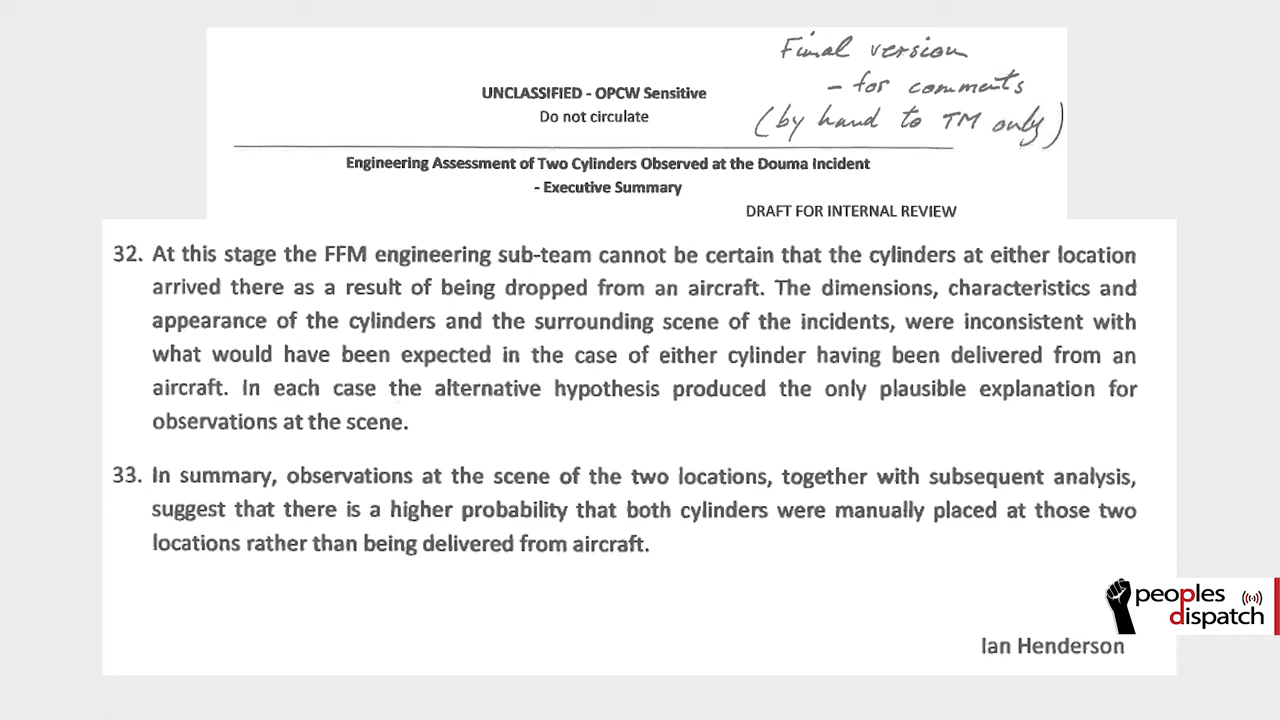 Final version
- for comments
(by hand to TM only)
UNCLASSIFIED - OPCW Sensitive
Do not circulate
Engineering Assessment of Two Cylinders Observed at the Douma Incident
- Executive Summary
DRAFT FOR INTERNAL REVIEW
32. At this stage the FFM engineering sub-team cannot be certain that the cylinders at either location
arrived there as a result of being dropped from an aircraft. The dimensions, characteristics and
appearance of the cylinders and the surrounding scene of the incidents, were inconsistent with
what would have been expected in the case of either cylinder having been delivered from an
aircraft. In each case the alternative hypothesis produced the only plausible explanation for
observations at the scene.
33. In summary, observations at the scene of the two locations, together with subsequent analysis,
suggest that there is a higher probability that both cylinders were manually placed at those two
locations rather than being delivered from aircraft.
peoples
dispatch
Ian Henderson